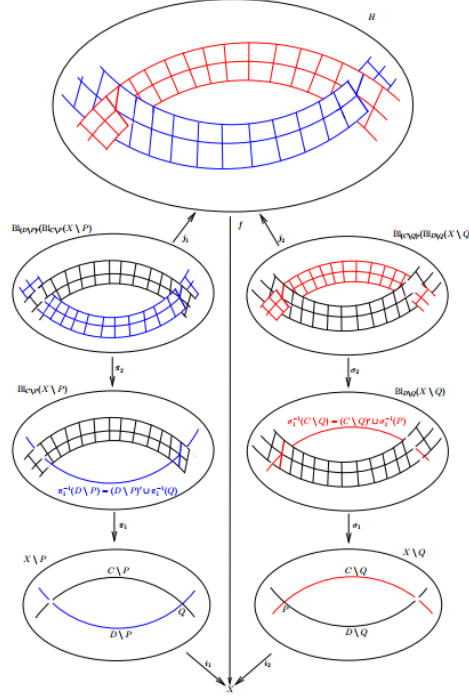 H
Bl_{(D\P)'}(Bl_{C\P}(X \ P)
j₁
f
j₂
Bl_{(C\Q)'}(Bl_{D\Q}(X \ Q)
π₂
σ₂
Bl_{C\P}(X \ P)
Bl_{D\Q}(X \ Q)
σ₁⁻¹(C \ Q) = (C \ Q)' ∪ σ₁⁻¹(P)
π₁⁻¹(D \ P) = (D \ P)' ∪ π₁⁻¹(Q)
π₁
σ₁
X \ P
X \ Q
C \ P
C \ Q
Q
P
D \ P
D \ Q
i₁
i₂
X